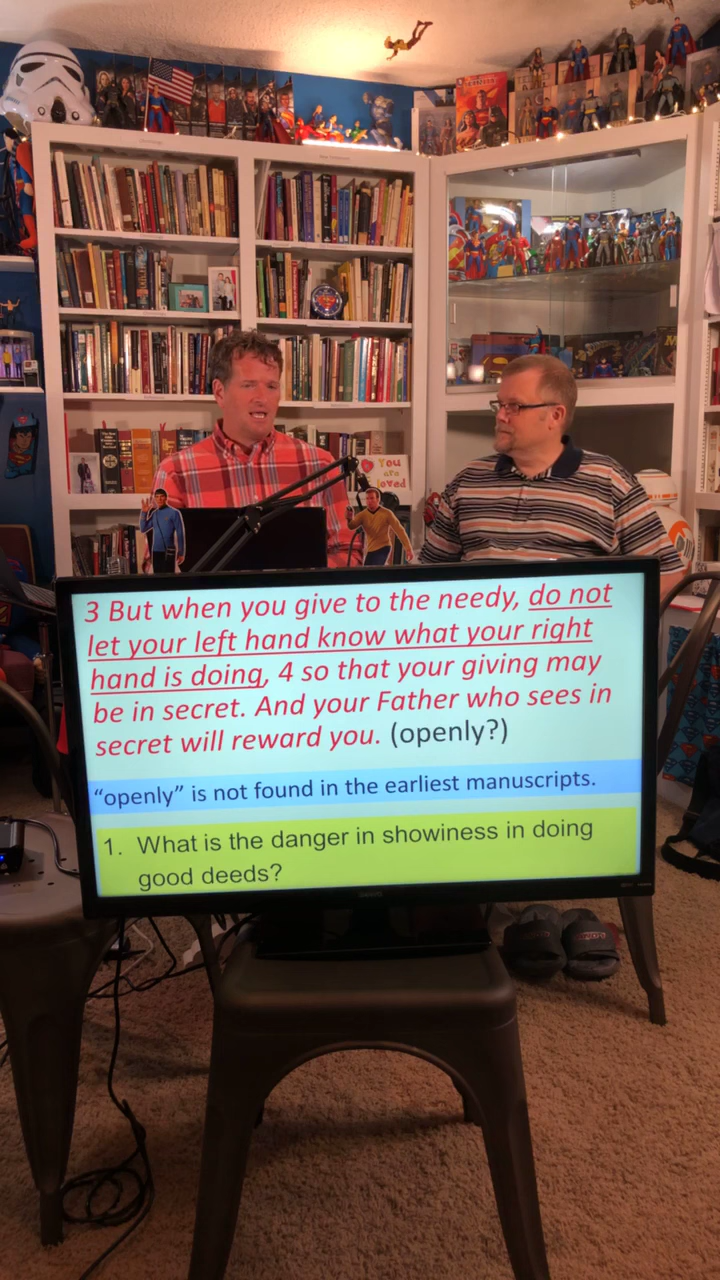 You
are
loved
3 But when you give to the needy, do not
let your left hand know what your right
hand is doing, 4 so that your giving may
be in secret. And your Father who sees in
secret will reward you. (openly?)
“openly” is not found in the earliest manuscripts.
1. What is the danger in showiness in doing
good deeds?